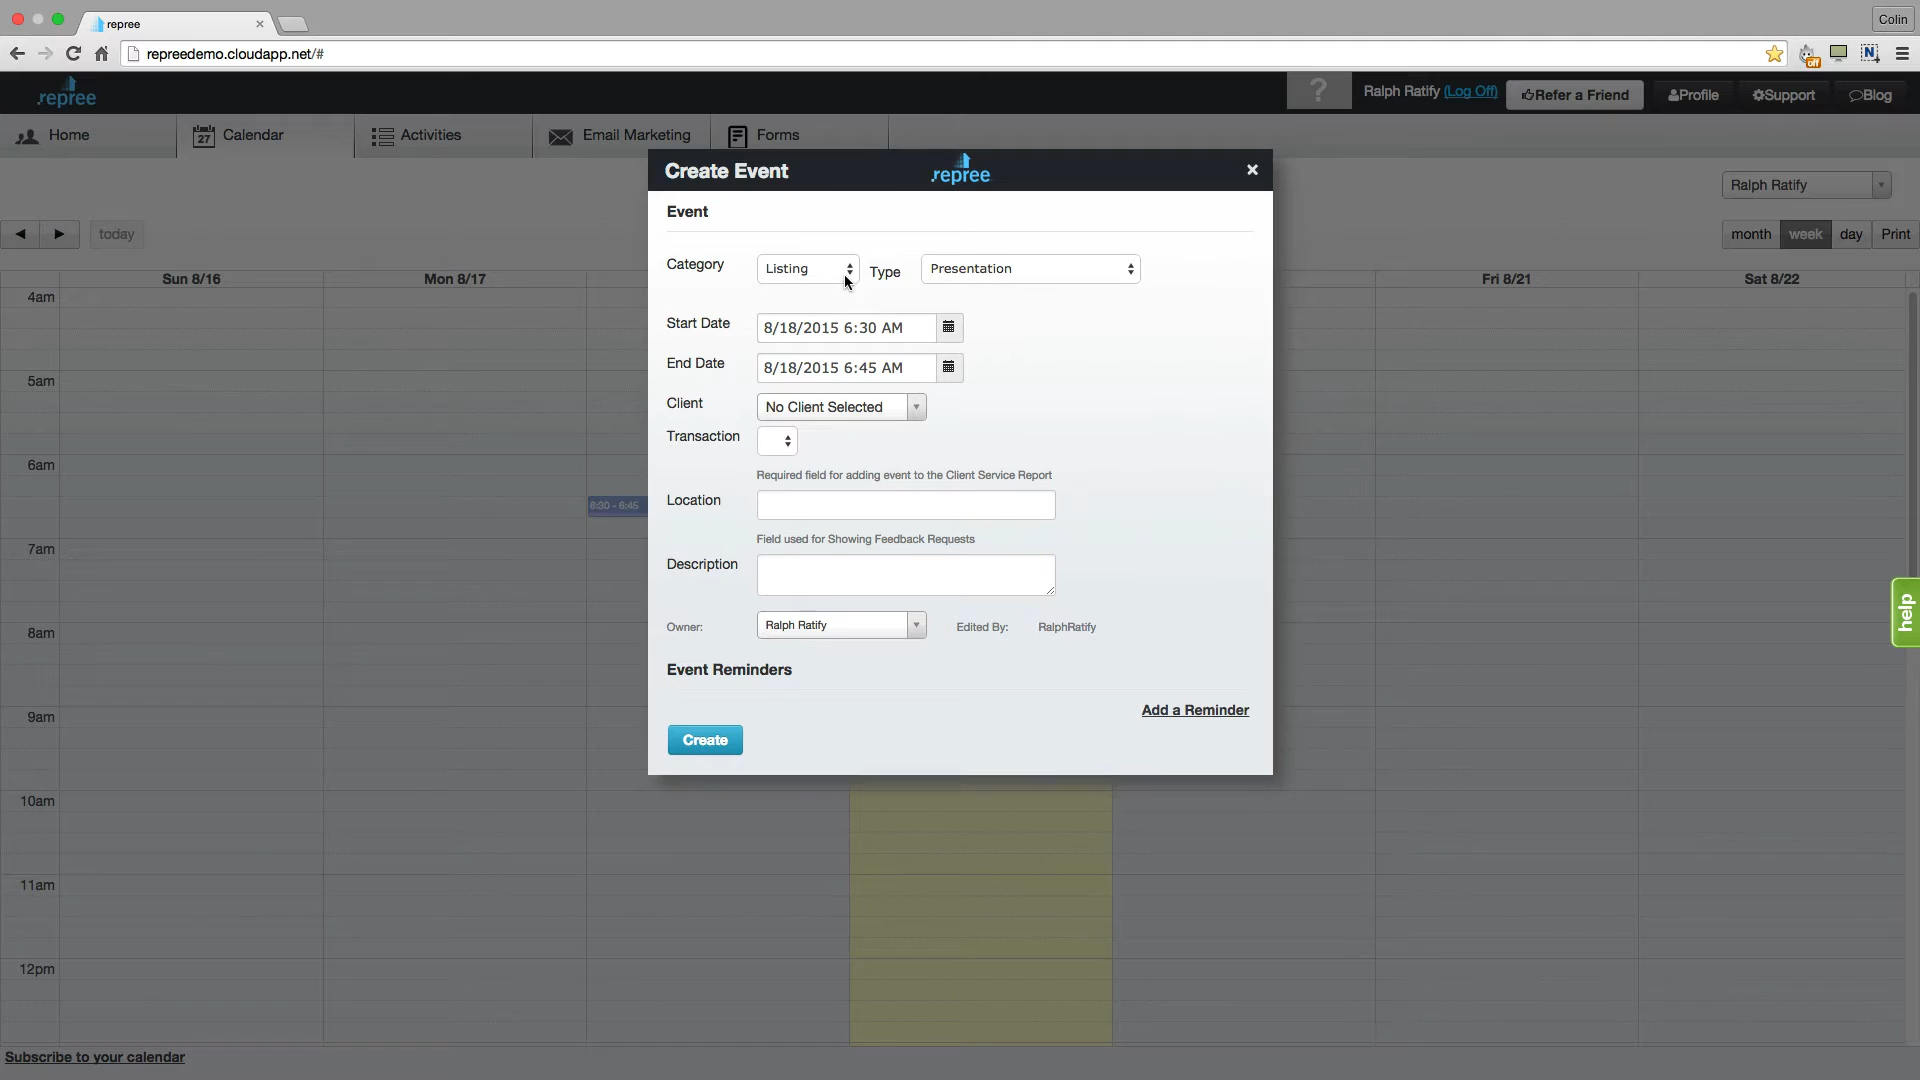 repree
Colin
repreedemo.cloudapp.net/#
off
N
repree
?
Ralph Ratify (Log Off)
Refer a Friend
Profile
Support
Blog
Home
27
Calendar
Activities
Email Marketing
Forms
Create Event
repree
×
Ralph Ratify
today
month
week
day
Print
Event
Category
Listing
Type
Presentation
Sun 8/16
Mon 8/17
Fri 8/21
Sat 8/22
4am
5am
6am
7am
8am
9am
10am
11am
12pm
6:30 - 6:45
Start Date
8/18/2015 6:30 AM
End Date
8/18/2015 6:45 AM
Client
No Client Selected
Transaction
Required field for adding event to the Client Service Report
Location
Field used for Showing Feedback Requests
Description
Owner:
Ralph Ratify
Edited By:
RalphRatify
Event Reminders
Add a Reminder
Create
help
Subscribe to your calendar